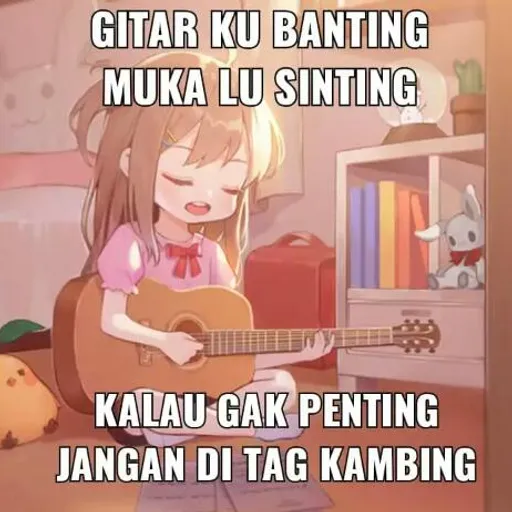 GITAR KU BANTING
MUKA LU SINTING
KALAU GAK PENTING
JANGAN DI TAG KAMBING